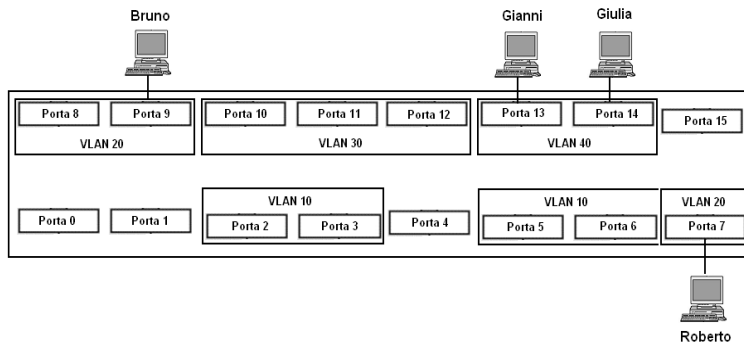 Bruno
Gianni
Giulia
Porta 8
Porta 9
Porta 10
Porta 11
Porta 12
Porta 13
Porta 14
Porta 15
VLAN 20
VLAN 30
VLAN 40
VLAN 10
VLAN 10
VLAN 20
Porta 0
Porta 1
Porta 2
Porta 3
Porta 4
Porta 5
Porta 6
Porta 7
Roberto